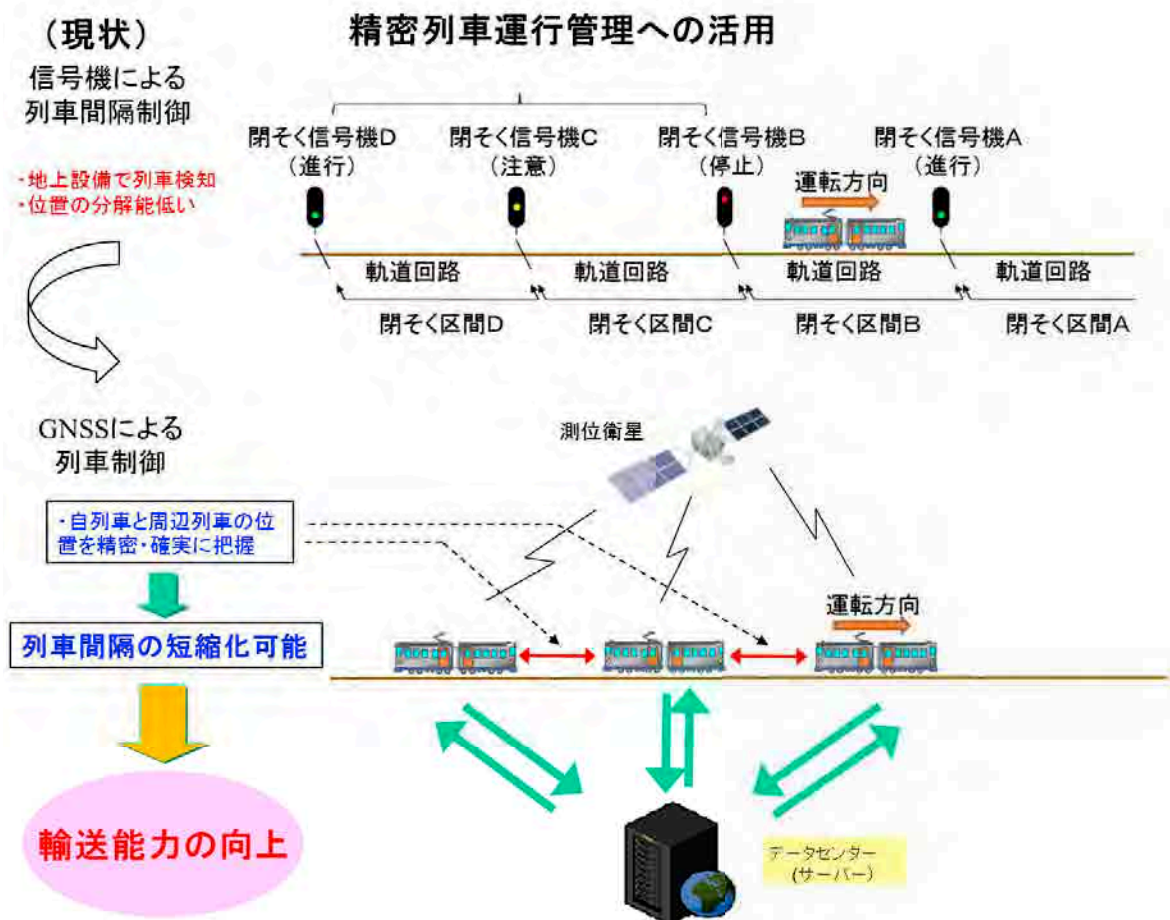 (現状)
精密列車運行管理への活用
信号機による
列車間隔制御
・地上設備で列車検知
・位置の分解能低い
閉そく信号機D
(進行)
閉そく信号機C
(注意)
閉そく信号機B
(停止)
閉そく信号機A
(進行)
運転方向
軌道回路
軌道回路
軌道回路
軌道回路
閉そく区間D
閉そく区間C
閉そく区間B
閉そく区間A
GNSSによる
列車制御
測位衛星
・自列車と周辺列車の位
置を精密・確実に把握
運転方向
列車間隔の短縮化可能
輸送能力の向上
データセンター
(サーバー)